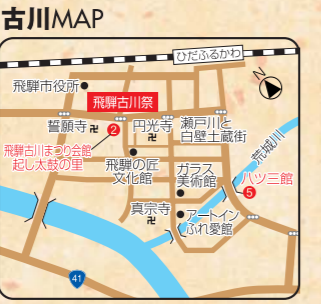 古川MAP
ひだふるかわ
N
飛騨市役所
飛騨古川祭
誓願寺
2
円光寺
瀬戸川と
白壁土蔵街
飛騨古川まつり会館
起し太鼓の里
飛騨の匠
文化館
ガラス
美術館
荒城川
八ツ三館
5
真宗寺
アートイン
ふれ愛館
41